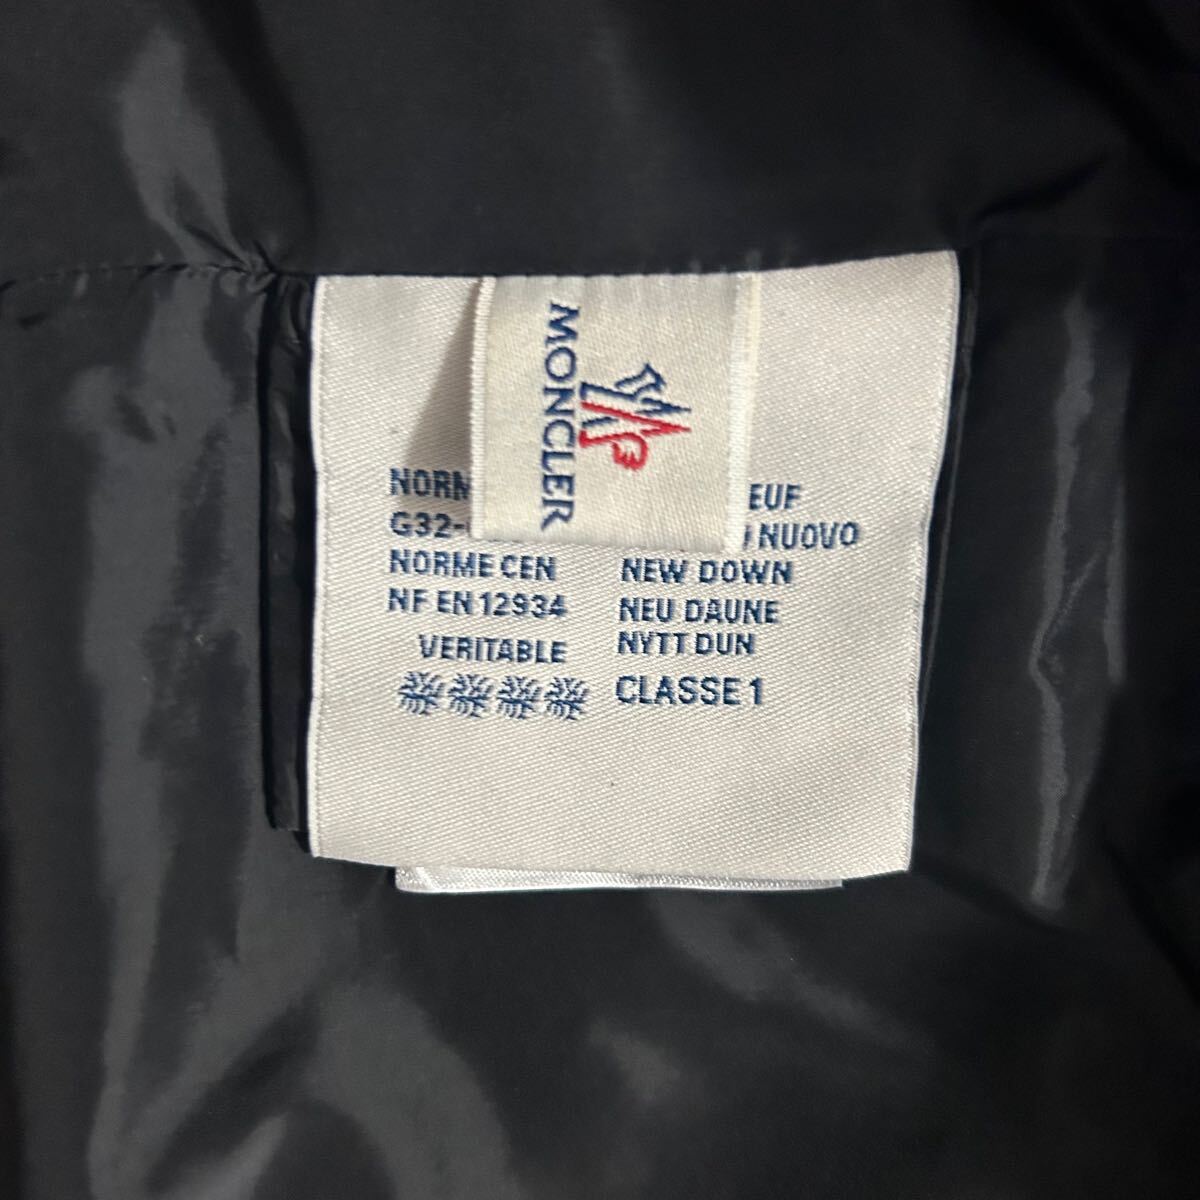 MONCLER
NORM
G32-
NORME CEN
NF EN 12934
VERITABLE
EUF
NUOVO
NEW DOWN
NEU DAUNE
NYTT DUN
CLASSE 1